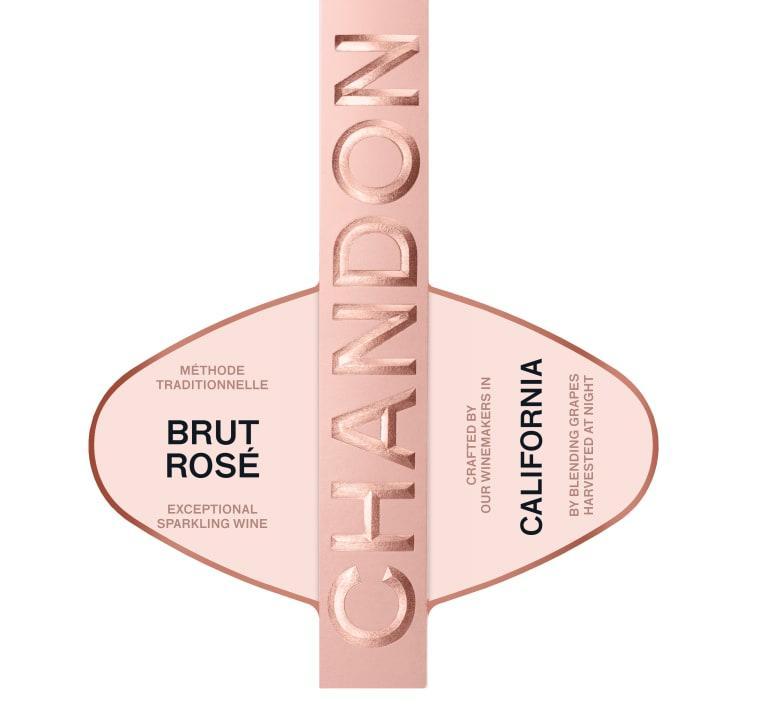 CHANDON
MÉTHODE
TRADITIONNELLE
BRUT
ROSÉ
EXCEPTIONAL
SPARKLING WINE
CRAFTED BY
OUR WINEMAKERS IN
CALIFORNIA
BY BLENDING GRAPES
HARVESTED AT NIGHT